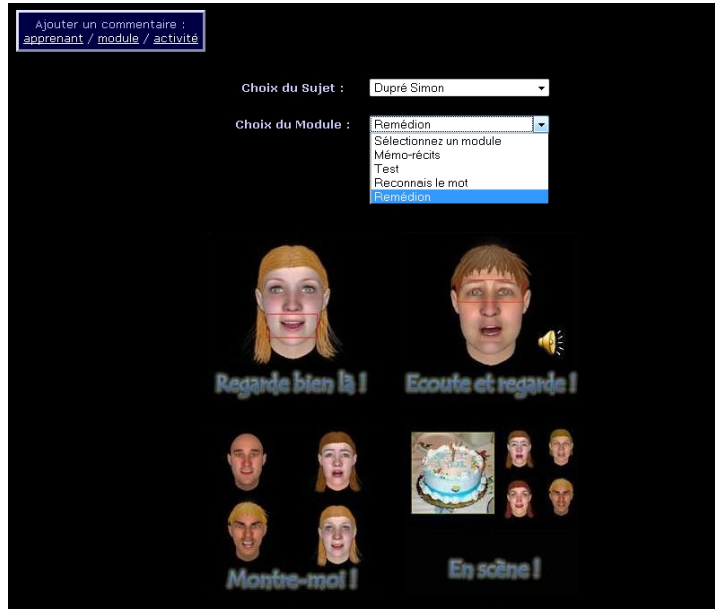 Ajouter un commentaire :
apprenant / module / activité
Choix du Sujet :
Dupré Simon
Choix du Module :
Remédion
Sélectionnez un module
Mémo-récits
Test
Reconnais le mot
Remédion
Regarde bien là !
Ecoute et regarde !
Montre-moi !
En scène !